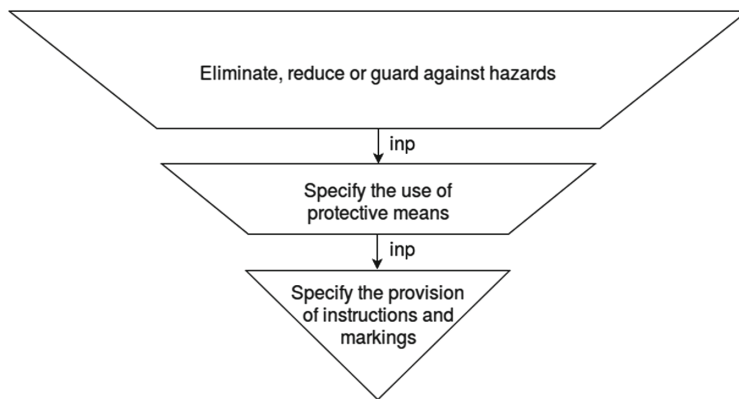 Eliminate, reduce or guard against hazards
inp
Specify the use of
protective means
inp
Specify the provision
of instructions and
markings